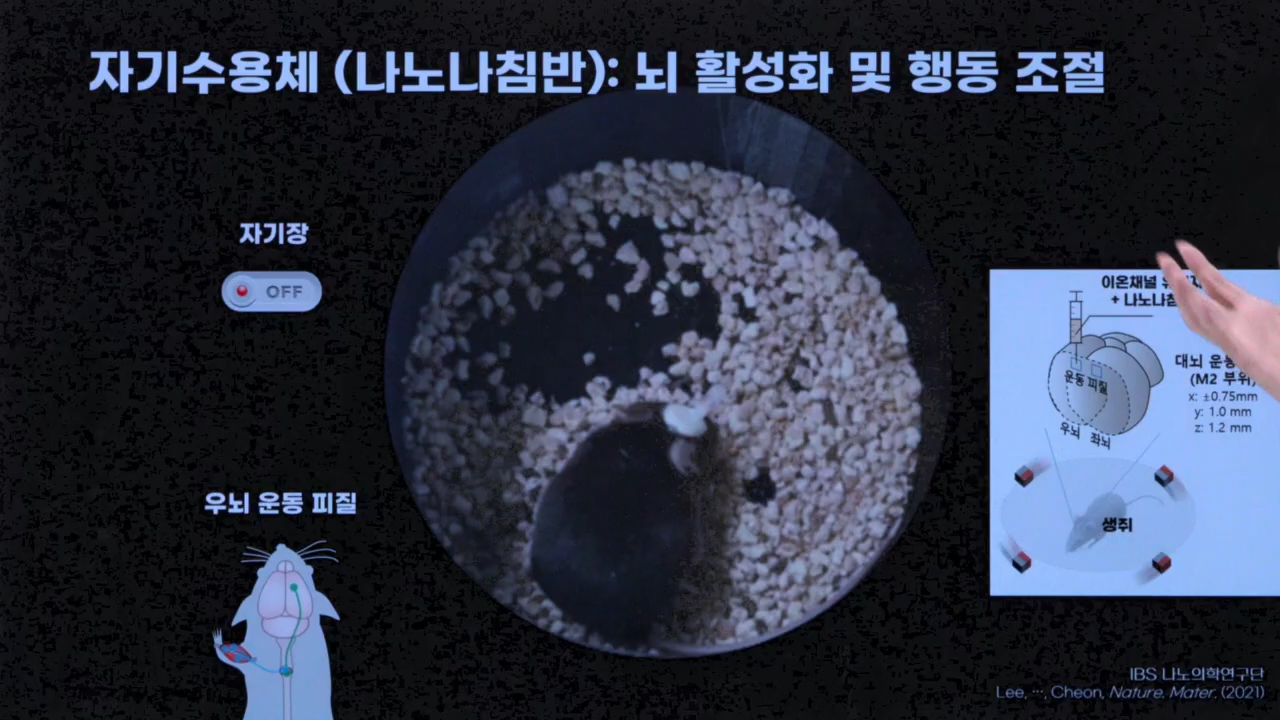 자기수용체 (나노나침반): 뇌 활성화 및 행동 조절
자기장
OFF
우뇌 운동 피질
이온채널
+ 나노나침
대뇌 운동
(M2 부위)
x: ±0.75mm
y: 1.0 mm
z: 1.2 mm
운동 피질
우뇌 좌뇌
생쥐
IBS 나노의학연구단
Lee, ···, Cheon, Nature. Mater. (2021)